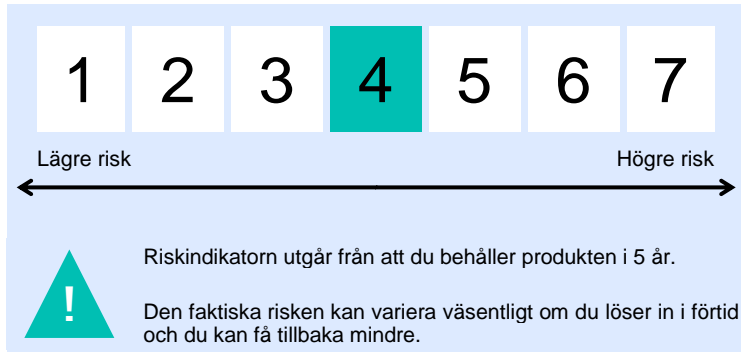 1 2 3 4 5 6 7
Lägre risk Högre risk
Riskindikatorn utgår från att du behåller produkten i 5 år.
!
Den faktiska risken kan variera väsentligt om du löser in i förtid
och du kan få tillbaka mindre.